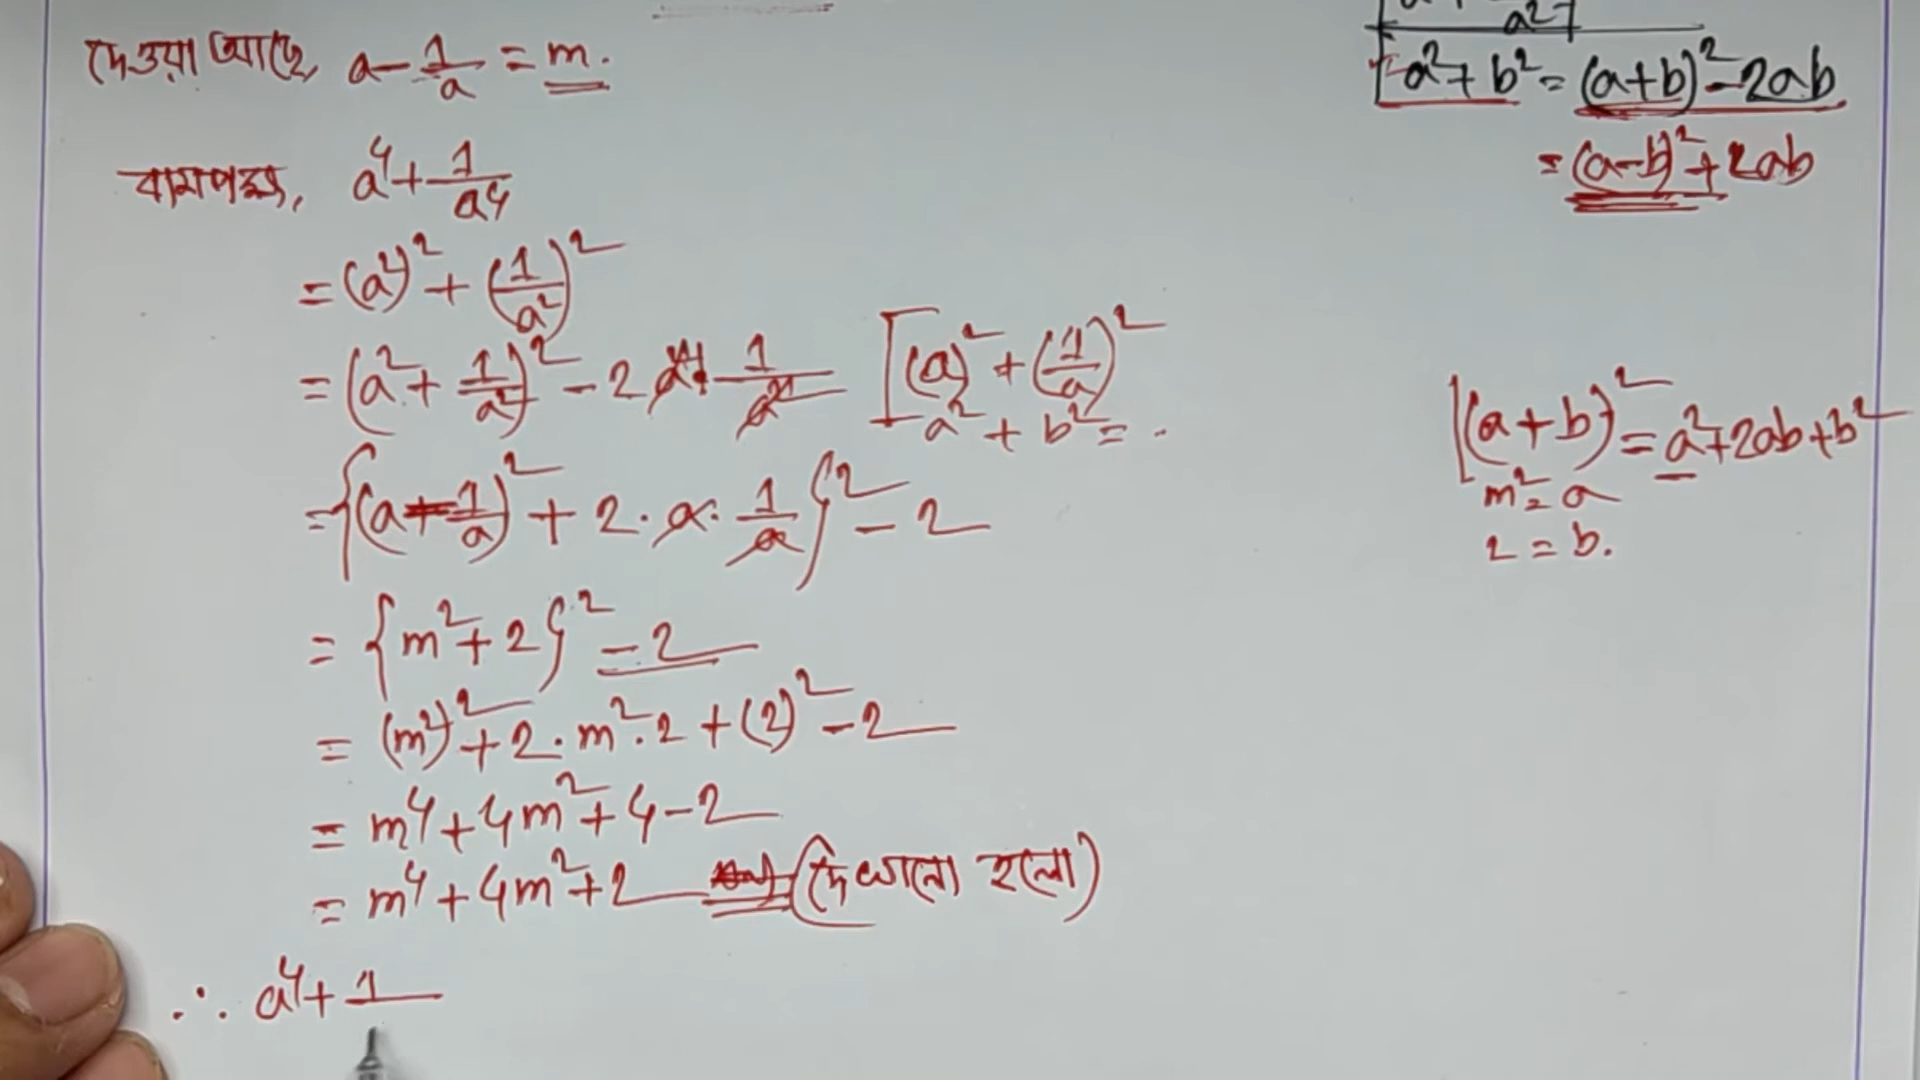 দেওয়া আছে, a - 1/a = m.
বামপক্ষ, a⁴ + 1/a⁴
= (a²)² + (1/a²)²
= (a² + 1/a²)² - 2 a² · 1/a² [(a)² + (1/a)²
a² + b² = .
= {(a - 1/a)² + 2 · a · 1/a}² - 2
= {m² + 2}² - 2
= (m²)² + 2 · m² · 2 + (2)² - 2
= m⁴ + 4m² + 4 - 2
= m⁴ + 4m² + 2 (দেখানো হলো)
∴ a⁴ + 1
a²
a² + b² = (a+b)² - 2ab
= (a-b)² + 2ab
[(a+b)² = a² + 2ab + b²
m² = a
2 = b.